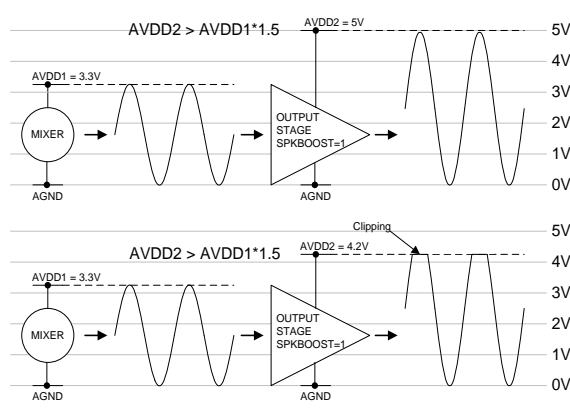 AVDD2 > AVDD1*1.5
AVDD2 = 5V
5V
4V
AVDD1 = 3.3V
3V
OUTPUT
STAGE
SPKBOOST=1
MIXER
2V
1V
0V
AGND
AGND
5V
Clipping
AVDD2 > AVDD1*1.5
AVDD2 = 4.2V
4V
AVDD1 = 3.3V
3V
OUTPUT
STAGE
SPKBOOST=1
MIXER
2V
1V
0V
AGND
AGND